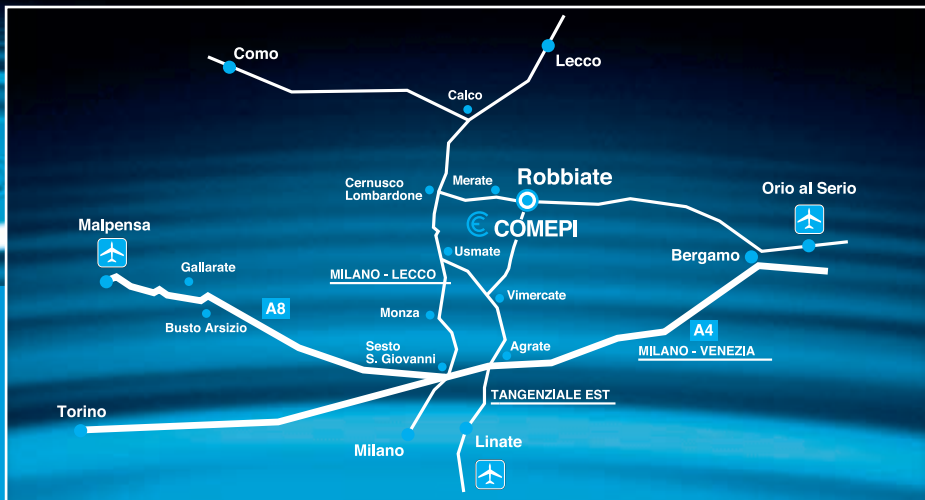 Como
Lecco
Calco
Cernusco
Lombardone
Merate
Robbiate
Orio al Serio
Malpensa
COMEPI
Usmate
Bergamo
Gallarate
MILANO - LECCO
Vimercate
A8
Busto Arsizio
Monza
A4
Sesto
S. Giovanni
Agrate
MILANO - VENEZIA
TANGENZIALE EST
Torino
Milano
Linate